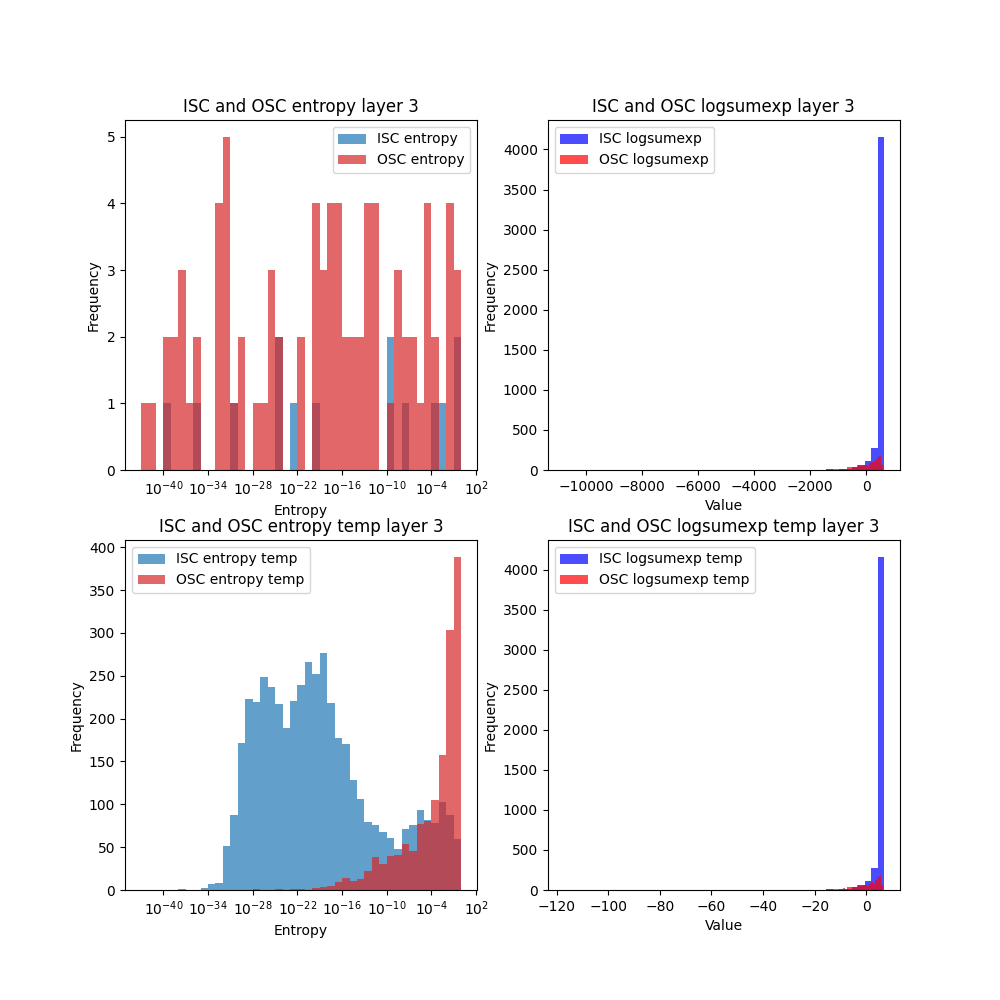 ISC and OSC entropy layer 3
ISC entropy
OSC entropy
Frequency
5
4
3
2
1
0
10⁻⁴⁰ 10⁻³⁴ 10⁻²⁸ 10⁻²² 10⁻¹⁶ 10⁻¹⁰ 10⁻⁴ 10²
Entropy
ISC and OSC logsumexp layer 3
ISC logsumexp
OSC logsumexp
Frequency
4000
3500
3000
2500
2000
1500
1000
500
0
−10000 −8000 −6000 −4000 −2000 0
Value
ISC and OSC entropy temp layer 3
ISC entropy temp
OSC entropy temp
Frequency
400
350
300
250
200
150
100
50
0
10⁻⁴⁰ 10⁻³⁴ 10⁻²⁸ 10⁻²² 10⁻¹⁶ 10⁻¹⁰ 10⁻⁴ 10²
Entropy
ISC and OSC logsumexp temp layer 3
ISC logsumexp temp
OSC logsumexp temp
Frequency
4000
3500
3000
2500
2000
1500
1000
500
0
−120 −100 −80 −60 −40 −20 0
Value